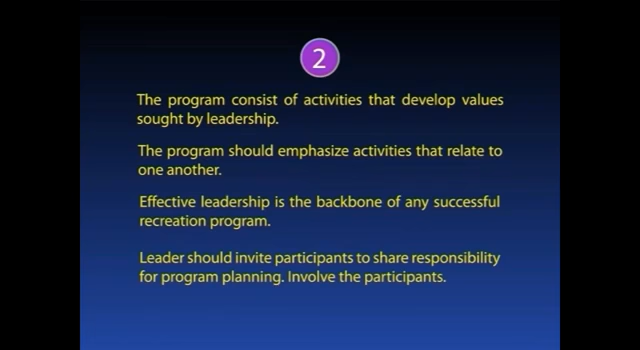 2
The program consist of activities that develop values
sought by leadership.
The program should emphasize activities that relate to
one another.
Effective leadership is the backbone of any successful
recreation program.
Leader should invite participants to share responsibility
for program planning. Involve the participants.